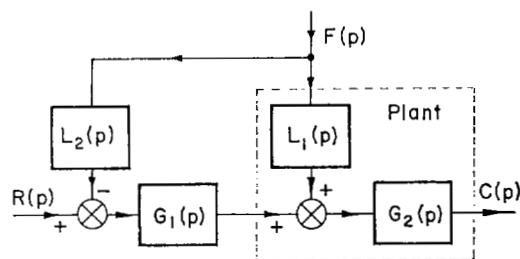 F(p)
Plant
L₂(p)
L₁(p)
R(p)
−
+
C(p)
+
G₁(p)
+
G₂(p)